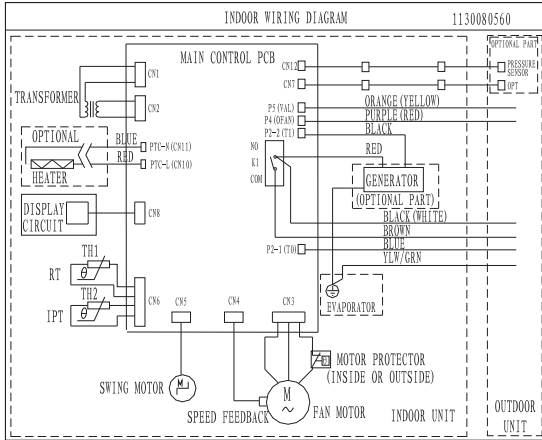 INDOOR WIRING DIAGRAM
1130080560
OPTIONAL PART
MAIN CONTROL PCB
CN12
PRESSURE
SENSOR
CN1
CN7
OPT
TRANSFORMER
CN2
P5(VAL)
ORANGE(YELLOW)
P4(OFAN)
PURPLE(RED)
P2-2(T1)
BLACK
OPTIONAL
BLUE
PTC-N(CN11)
RED
PTC-L(CN10)
HEATER
NO
K1
COM
RED
GENERATOR
(OPTIONAL PART)
DISPLAY
CIRCUIT
CN8
BLACK(WHITE)
BROWN
BLUE
P2-1(T0)
YLW/GRN
TH1
RT
θ
TH2
IPT
θ
CN6
CN5
CN4
CN3
EVAPORATOR
MOTOR PROTECTOR
(INSIDE OR OUTSIDE)
SWING MOTOR
M
M
~
SPEED FEEDBACK
FAN MOTOR
INDOOR UNIT
OUTDOOR
UNIT